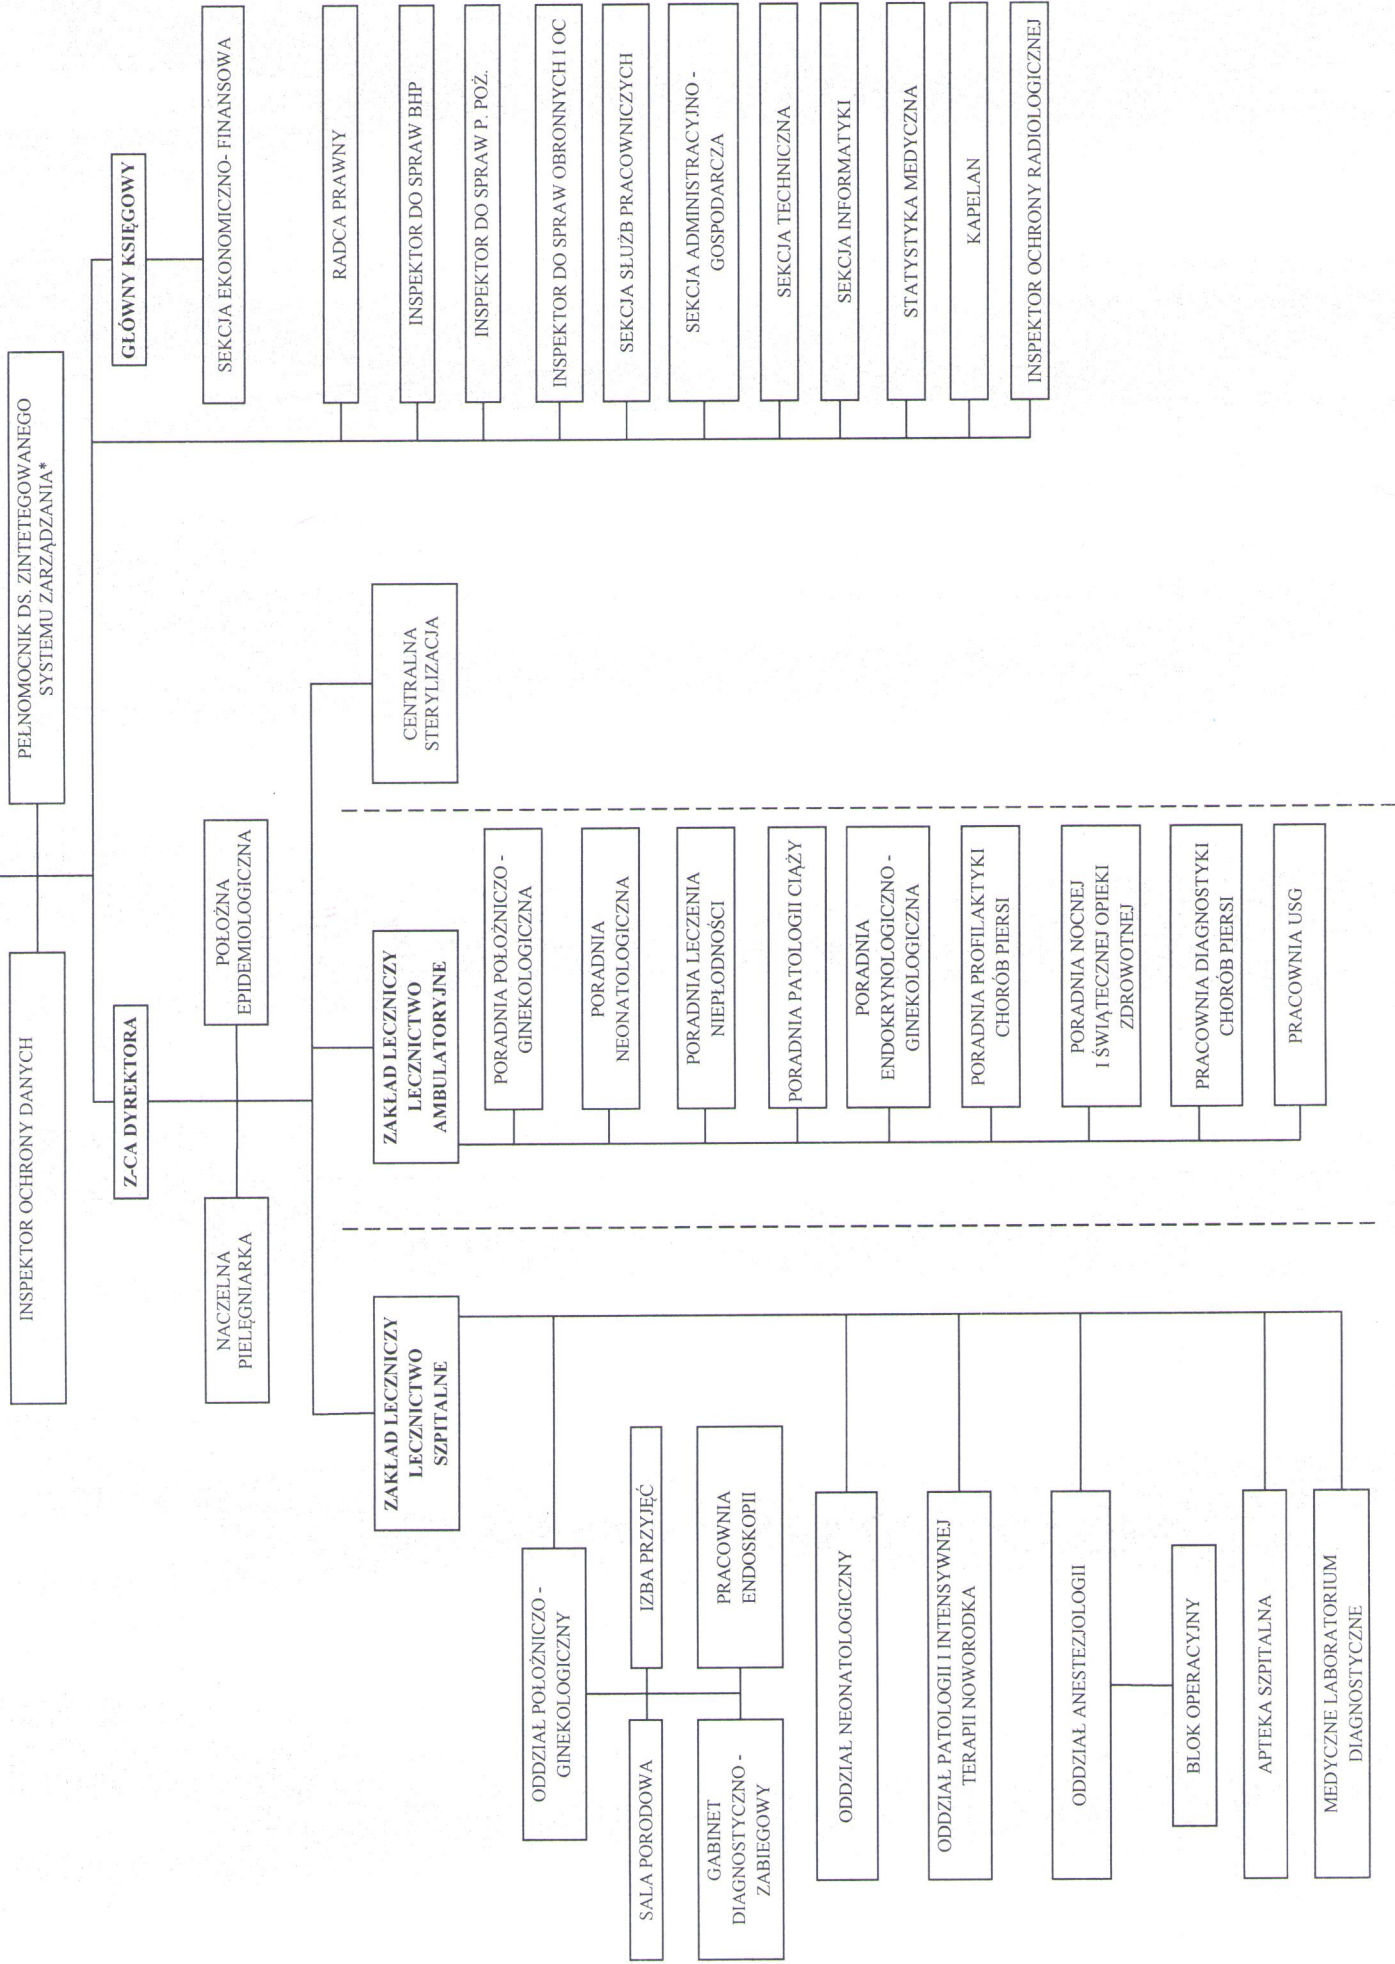 INSPEKTOR OCHRONY DANYCH
PEŁNOMOCNIK DS. ZINTEGOWANEGO
SYSTEMU ZARZĄDZANIA*
Z-CA DYREKTORA
GŁÓWNY KSIĘGOWY
NACZELNA
PIELĘGNIARKA
POŁOŻNA
EPIDEMIOLOGICZNA
SEKCJA EKONOMICZNO- FINANSOWA
ZAKŁAD LECZNICZY
LECZNICTWO
SZPITALNE
ZAKŁAD LECZNICZY
LECZNICTWO
AMBULATORYJNE
CENTRALNA
STERYLIZACJA
ODDZIAŁ POŁOŻNICZO -
GINEKOLOGICZNY
SALA PORODOWA
IZBA PRZYJĘĆ
GABINET
DIAGNOSTYCZNO -
ZABIEGOWY
PRACOWNIA
ENDOSKOPII
ODDZIAŁ NEONATOLOGICZNY
ODDZIAŁ PATOLOGII I INTENSYWNEJ
TERAPII NOWORODKA
ODDZIAŁ ANESTEZJOLOGII
BLOK OPERACYJNY
APTEKA SZPITALNA
MEDYCZNE LABORATORIUM
DIAGNOSTYCZNE
PORADNIA POŁOŻNICZO -
GINEKOLOGICZNA
PORADNIA
NEONATOLOGICZNA
PORADNIA LECZENIA
NIEPŁODNOŚCI
PORADNIA PATOLOGII CIĄŻY
PORADNIA
ENDOKRYNOLOGICZNO -
GINEKOLOGICZNA
PORADNIA PROFILAKTYKI
CHORÓB PIERSI
PORADNIA NOCNEJ
I ŚWIĄTECZNEJ OPIEKI
ZDROWOTNEJ
PRACOWNIA DIAGNOSTYKI
CHORÓB PIERSI
PRACOWNIA USG
RADCA PRAWNY
INSPEKTOR DO SPRAW BHP
INSPEKTOR DO SPRAW P. POŻ.
INSPEKTOR DO SPRAW OBRONNYCH I OC
SEKCJA SŁUŻB PRACOWNICZYCH
SEKCJA ADMINISTRACYJNO -
GOSPODARCZA
SEKCJA TECHNICZNA
SEKCJA INFORMATYKI
STATYSTYKA MEDYCZNA
KAPELAN
INSPEKTOR OCHRONY RADIOLOGICZNEJ